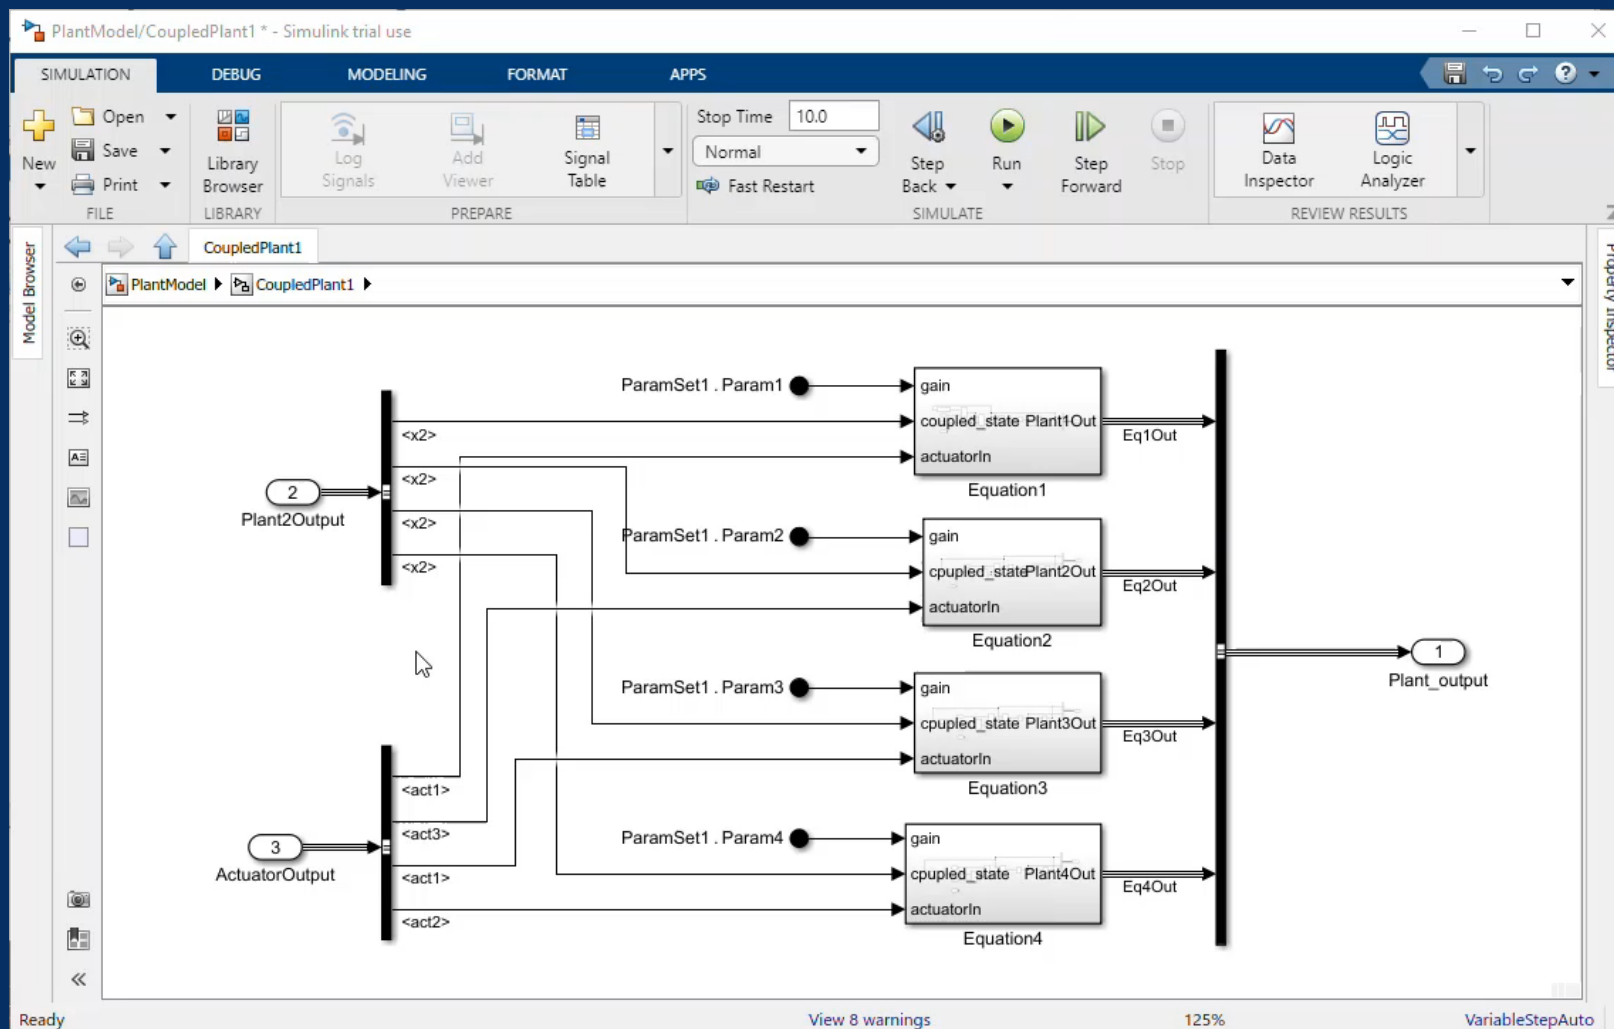 PlantModel/CoupledPlant1 * - Simulink trial use
SIMULATION DEBUG MODELING FORMAT APPS
New
Open
Save
Print
FILE
Library
Browser
LIBRARY
Log
Signals
Add
Viewer
Signal
Table
PREPARE
Stop Time 10.0
Normal
Fast Restart
Step
Back
Run
Step
Forward
Stop
SIMULATE
Data
Inspector
Logic
Analyzer
REVIEW RESULTS
Model Browser
Property Inspector
CoupledPlant1
PlantModel CoupledPlant1
2
Plant2Output
<x2>
<x2>
<x2>
<x2>
3
ActuatorOutput
<act1>
<act3>
<act1>
<act2>
ParamSet1 . Param1
gain
coupled_state Plant1Out
actuatorIn
Equation1
Eq1Out
ParamSet1 . Param2
gain
cpupled_state Plant2Out
actuatorIn
Equation2
Eq2Out
ParamSet1 . Param3
gain
cpupled_state Plant3Out
actuatorIn
Equation3
Eq3Out
ParamSet1 . Param4
gain
cpupled_state Plant4Out
actuatorIn
Equation4
Eq4Out
1
Plant_output
Ready View 8 warnings 125% VariableStepAuto